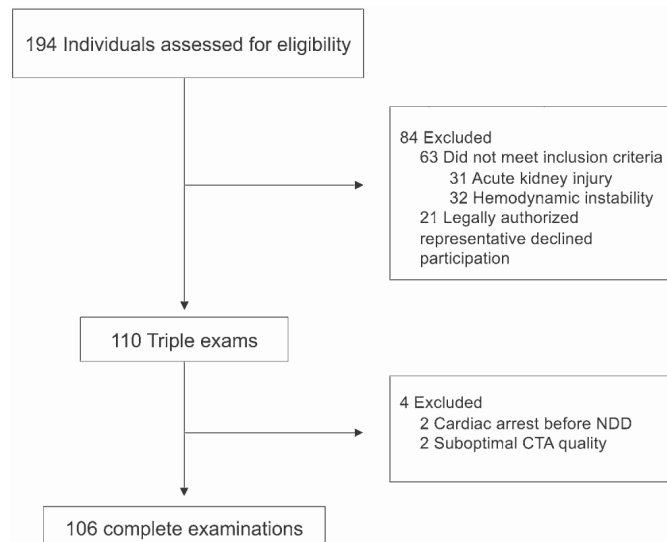 194 Individuals assessed for eligibility
84 Excluded
63 Did not meet inclusion criteria
31 Acute kidney injury
32 Hemodynamic instability
21 Legally authorized
representative declined
participation
110 Triple exams
4 Excluded
2 Cardiac arrest before NDD
2 Suboptimal CTA quality
106 complete examinations